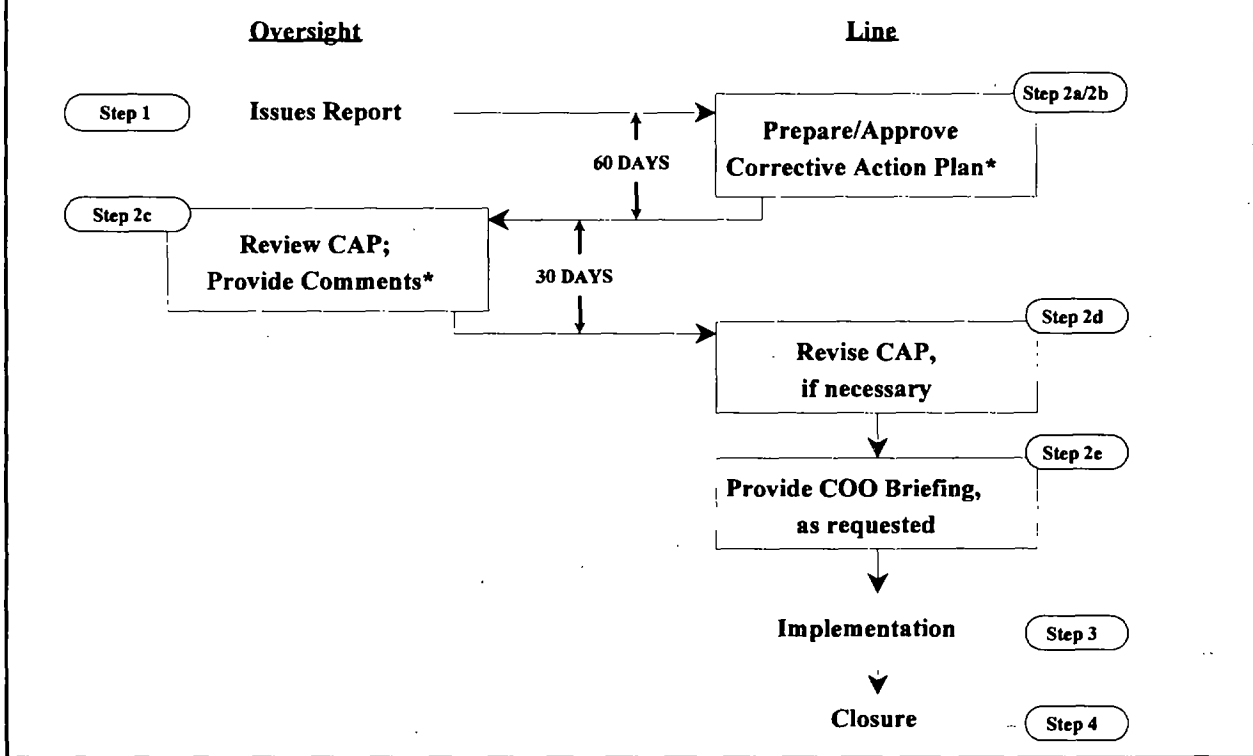 Oversight
Line
Step 1
Issues Report
Step 2a/2b
Prepare/Approve
Corrective Action Plan*
60 DAYS
Step 2c
Review CAP;
Provide Comments*
30 DAYS
Step 2d
Revise CAP,
if necessary
Step 2e
Provide COO Briefing,
as requested
Implementation
Step 3
Closure
Step 4